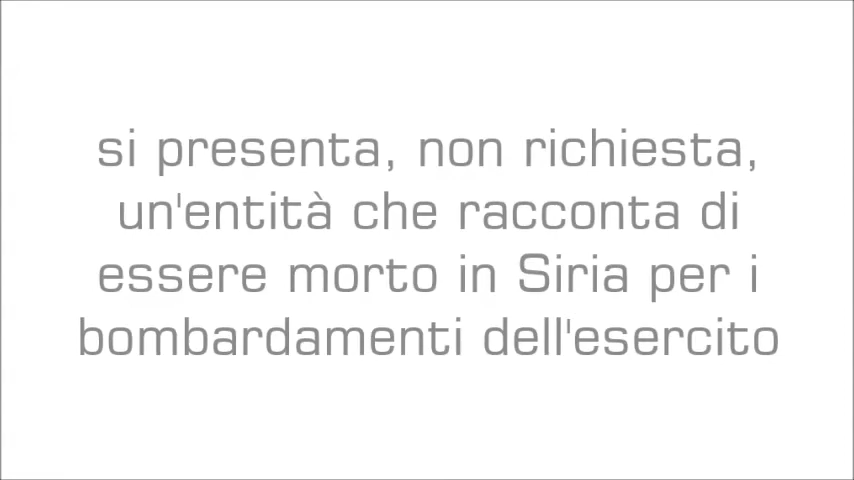 si presenta, non richiesta,
un'entità che racconta di
essere morto in Siria per i
bombardamenti dell'esercito